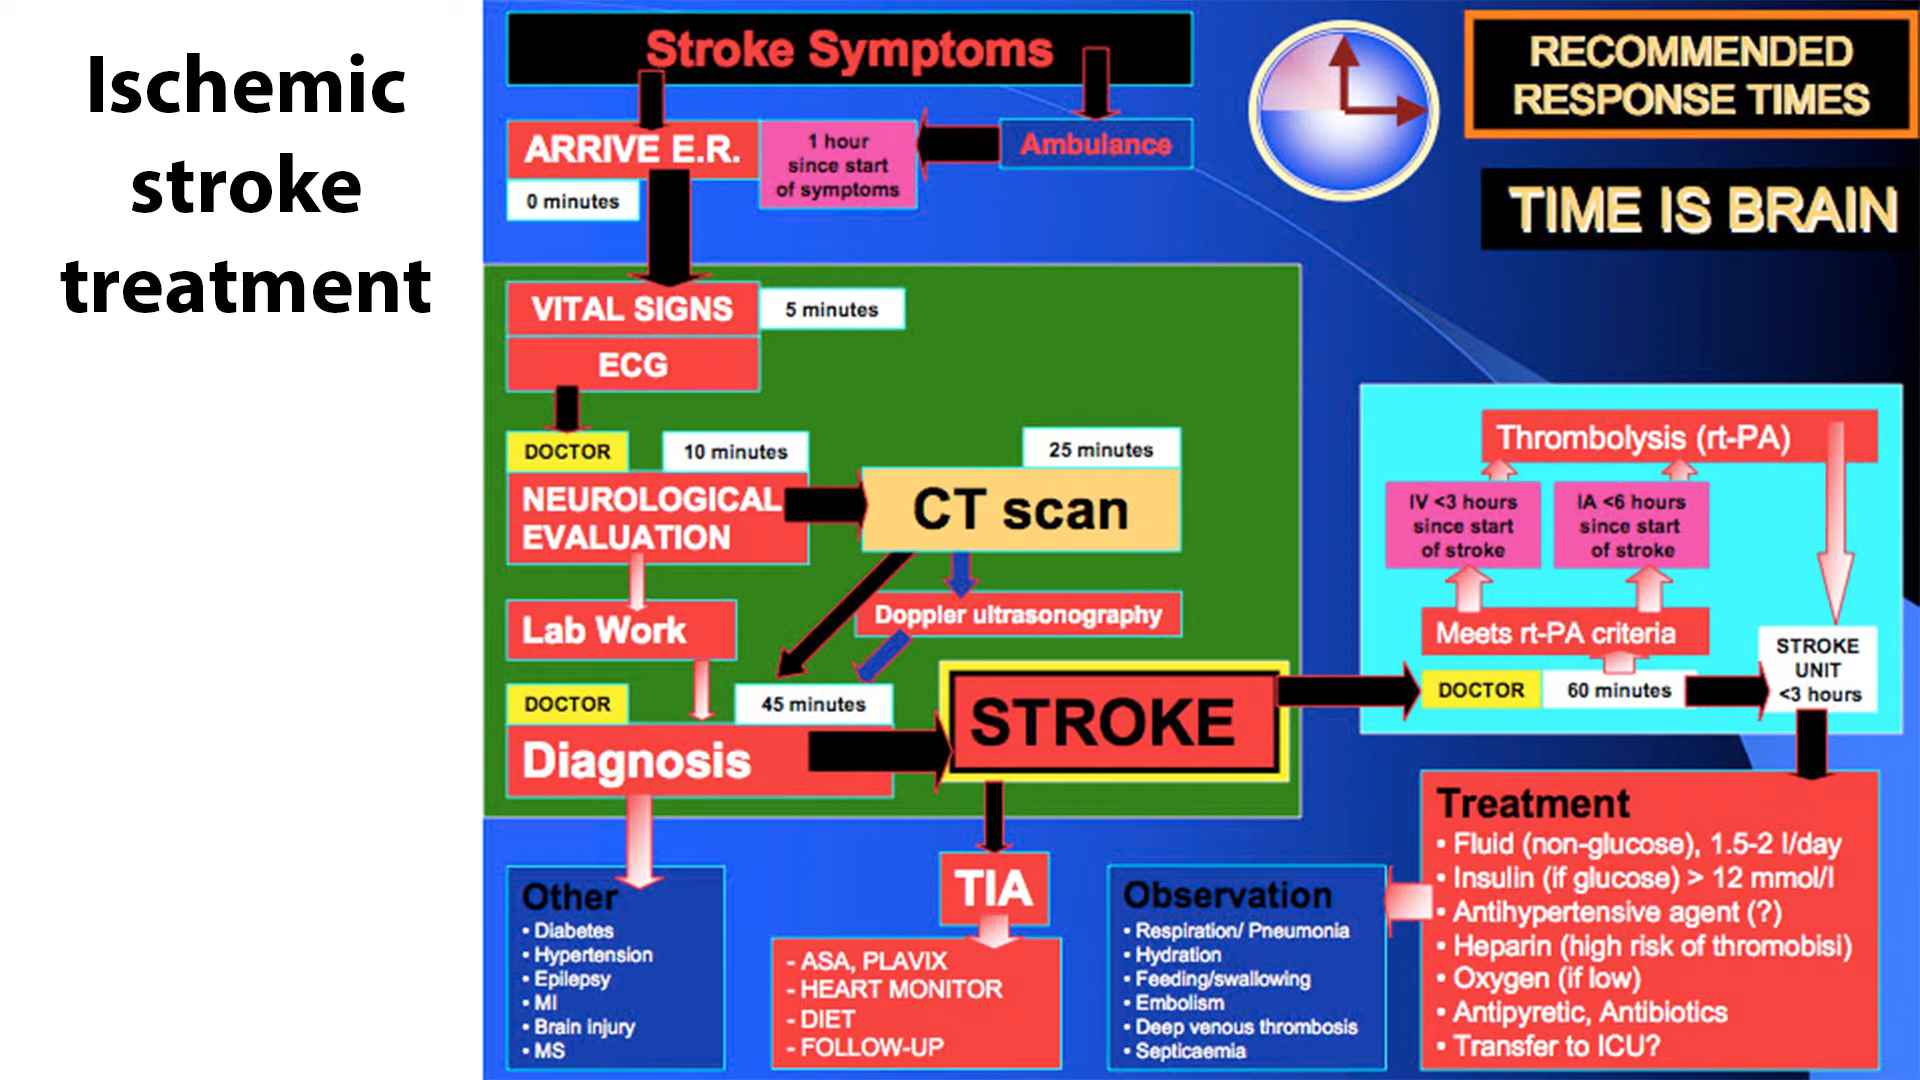 Ischemic
stroke
treatment
Stroke Symptoms
RECOMMENDED
RESPONSE TIMES
TIME IS BRAIN
ARRIVE E.R.
0 minutes
1 hour
since start
of symptoms
Ambulance
VITAL SIGNS
5 minutes
ECG
DOCTOR
10 minutes
NEUROLOGICAL
EVALUATION
25 minutes
CT scan
Doppler ultrasonography
Lab Work
DOCTOR
45 minutes
Diagnosis
STROKE
Thrombolysis (rt-PA)
IV <3 hours
since start
of stroke
IA <6 hours
since start
of stroke
Meets rt-PA criteria
DOCTOR
60 minutes
STROKE
UNIT
<3 hours
Other
• Diabetes
• Hypertension
• Epilepsy
• MI
• Brain injury
• MS
TIA
- ASA, PLAVIX
- HEART MONITOR
- DIET
- FOLLOW-UP
Observation
• Respiration/ Pneumonia
• Hydration
• Feeding/swallowing
• Embolism
• Deep venous thrombosis
• Septicaemia
Treatment
• Fluid (non-glucose), 1.5-2 l/day
• Insulin (if glucose) > 12 mmol/l
• Antihypertensive agent (?)
• Heparin (high risk of thromobisi)
• Oxygen (if low)
• Antipyretic, Antibiotics
• Transfer to ICU?